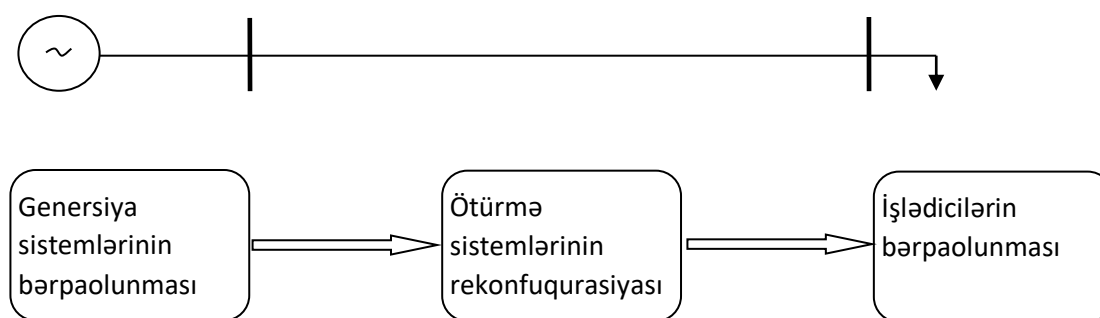 Genersiya
sistemlərinin
bərpaolunması
Ötürmə
sistemlərinin
rekonfuqurasiyası
İşlədicilərin
bərpaolunması